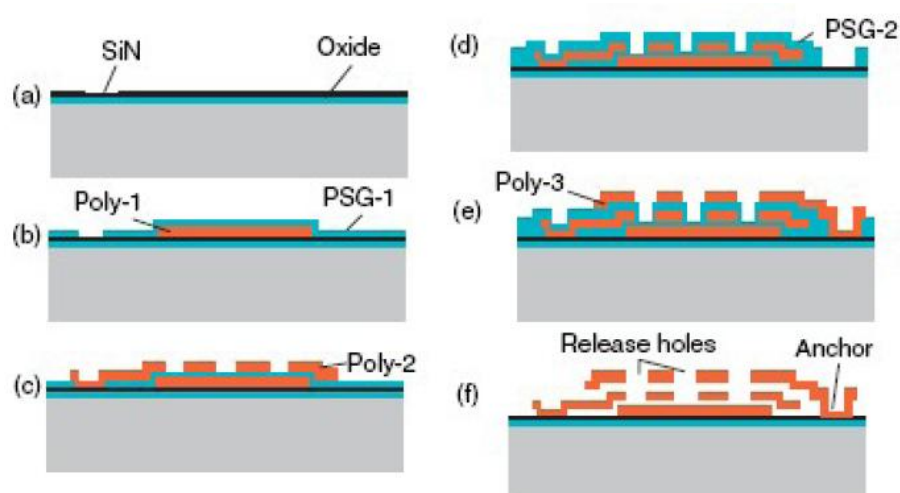 SiN
Oxide
(a)
Poly-1
PSG-1
(b)
Poly-2
(c)
(d)
PSG-2
Poly-3
(e)
Release holes
Anchor
(f)